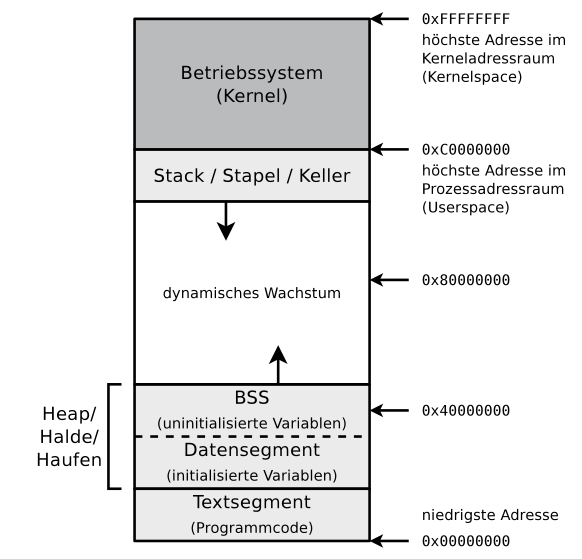 0xFFFFFFFF
höchste Adresse im
Kerneladressraum
(Kernelspace)
Betriebssystem
(Kernel)
0xC0000000
höchste Adresse im
Prozessadressraum
(Userspace)
Stack / Stapel / Keller
dynamisches Wachstum
0x80000000
Heap/
Halde/
Haufen
BSS
(uninitialisierte Variablen)
0x40000000
Datensegment
(initialisierte Variablen)
Textsegment
(Programmcode)
niedrigste Adresse
0x00000000